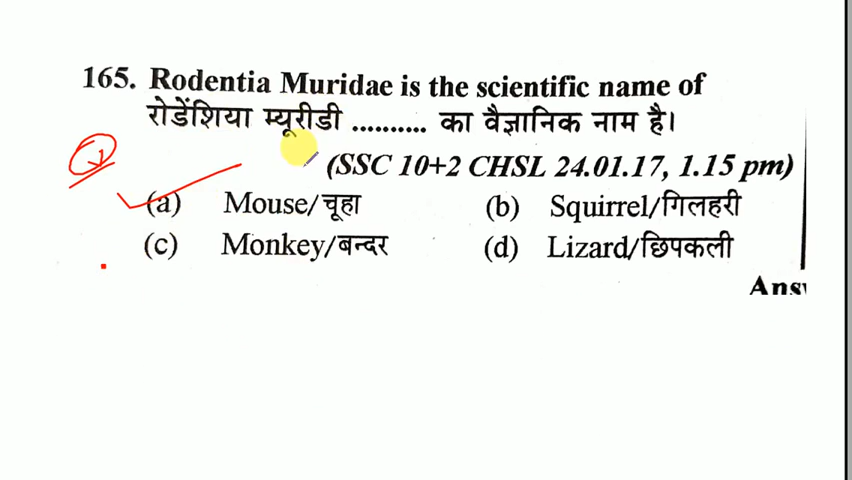 165. Rodentia Muridae is the scientific name of
रोडेंशिया म्यूरीडी .......... का वैज्ञानिक नाम है।
(SSC 10+2 CHSL 24.01.17, 1.15 pm)
(a) Mouse/चूहा (b) Squirrel/गिलहरी
(c) Monkey/बन्दर (d) Lizard/छिपकली